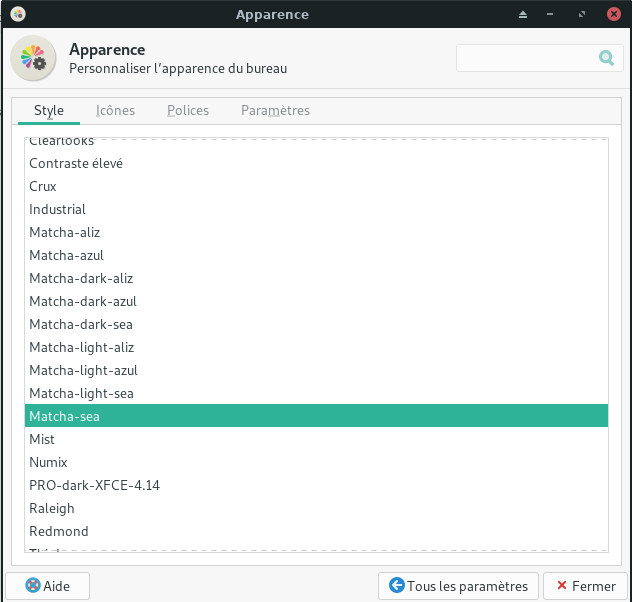 Apparence
Apparence
Personnaliser l'apparence du bureau
Style Icônes Polices Paramètres
Clearlooks
Contraste élevé
Crux
Industrial
Matcha-aliz
Matcha-azul
Matcha-dark-aliz
Matcha-dark-azul
Matcha-dark-sea
Matcha-light-aliz
Matcha-light-azul
Matcha-light-sea
Matcha-sea
Mist
Numix
PRO-dark-XFCE-4.14
Raleigh
Redmond
Aide Tous les paramètres Fermer